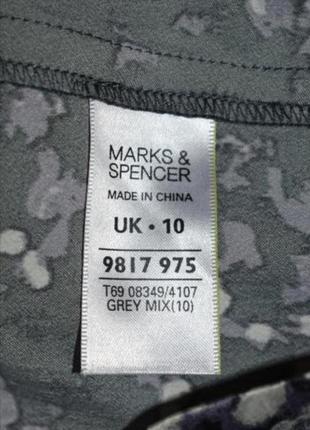 MARKS &
SPENCER
MADE IN CHINA
UK • 10
9817 975
T69 08349/4107
GREY MIX(10)